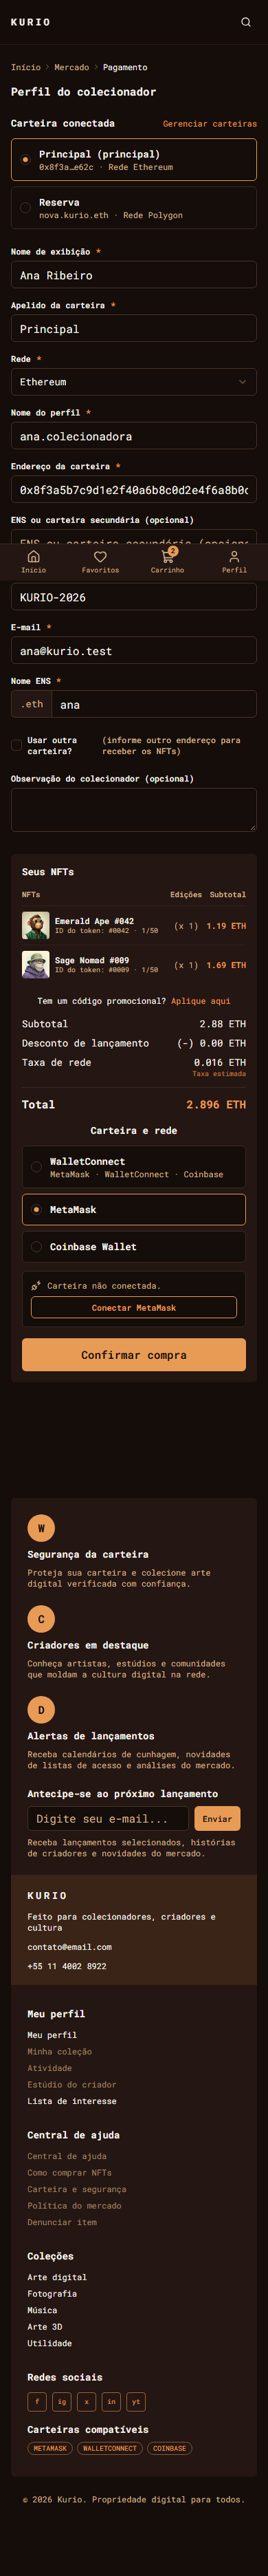 KURIO
Início > Mercado > Pagamento
Perfil do colecionador
Carteira conectada
Gerenciar carteiras
Principal (principal)
0x8f3a…e62c · Rede Ethereum
Reserva
nova.kurio.eth · Rede Polygon
Nome de exibição *
Ana Ribeiro
Apelido da carteira *
Principal
Rede *
Ethereum
Nome do perfil *
ana.colecionadora
Endereço da carteira *
0x8f3a5b7c9d1e2f40a6b8c0d2e4f6a8b0c
ENS ou carteira secundária (opcional)
Início
Favoritos
2
Carrinho
Perfil
KURIO-2026
E-mail *
ana@kurio.test
Nome ENS *
.eth
ana
Usar outra carteira?
(informe outro endereço para receber os NFTs)
Observação do colecionador (opcional)
Seus NFTs
NFTs Edições Subtotal
Emerald Ape #042
ID do token: #0042 · 1/50
(x 1) 1.19 ETH
Sage Nomad #009
ID do token: #0009 · 1/50
(x 1) 1.69 ETH
Tem um código promocional? Aplique aqui
Subtotal 2.88 ETH
Desconto de lançamento (-) 0.00 ETH
Taxa de rede 0.016 ETH
Taxa estimada
Total 2.896 ETH
Carteira e rede
WalletConnect
MetaMask · WalletConnect · Coinbase
MetaMask
Coinbase Wallet
Carteira não conectada.
Conectar MetaMask
Confirmar compra
W
Segurança da carteira
Proteja sua carteira e colecione arte
digital verificada com confiança.
C
Criadores em destaque
Conheça artistas, estúdios e comunidades
que moldam a cultura digital na rede.
D
Alertas de lançamentos
Receba calendários de cunhagem, novidades
de listas de acesso e análises do mercado.
Antecipe-se ao próximo lançamento
Digite seu e-mail...
Enviar
Receba lançamentos selecionados, histórias
de criadores e novidades do mercado.
KURIO
Feito para colecionadores, criadores e
cultura
contato@email.com
+55 11 4002 8922
Meu perfil
Meu perfil
Minha coleção
Atividade
Estúdio do criador
Lista de interesse
Central de ajuda
Central de ajuda
Como comprar NFTs
Carteira e segurança
Política do mercado
Denunciar item
Coleções
Arte digital
Fotografia
Música
Arte 3D
Utilidade
Redes sociais
f ig x in yt
Carteiras compatíveis
METAMASK WALLETCONNECT COINBASE
© 2026 Kurio. Propriedade digital para todos.